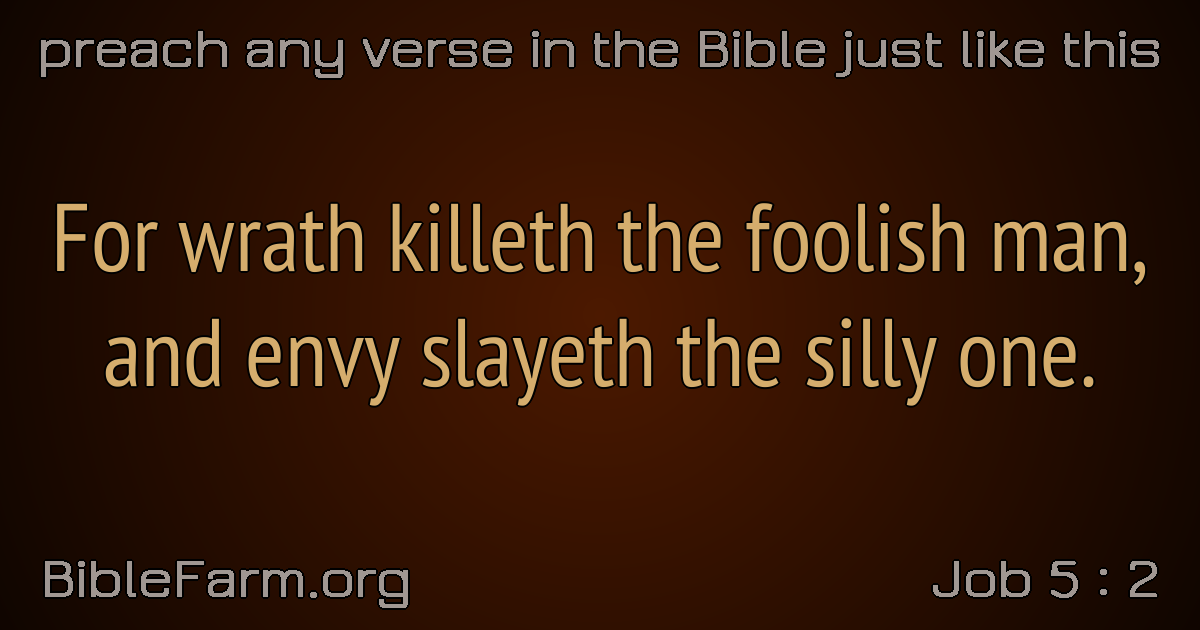 preach any verse in the Bible just like this
For wrath killeth the foolish man,
and envy slayeth the silly one.
BibleFarm.org
Job 5 : 2